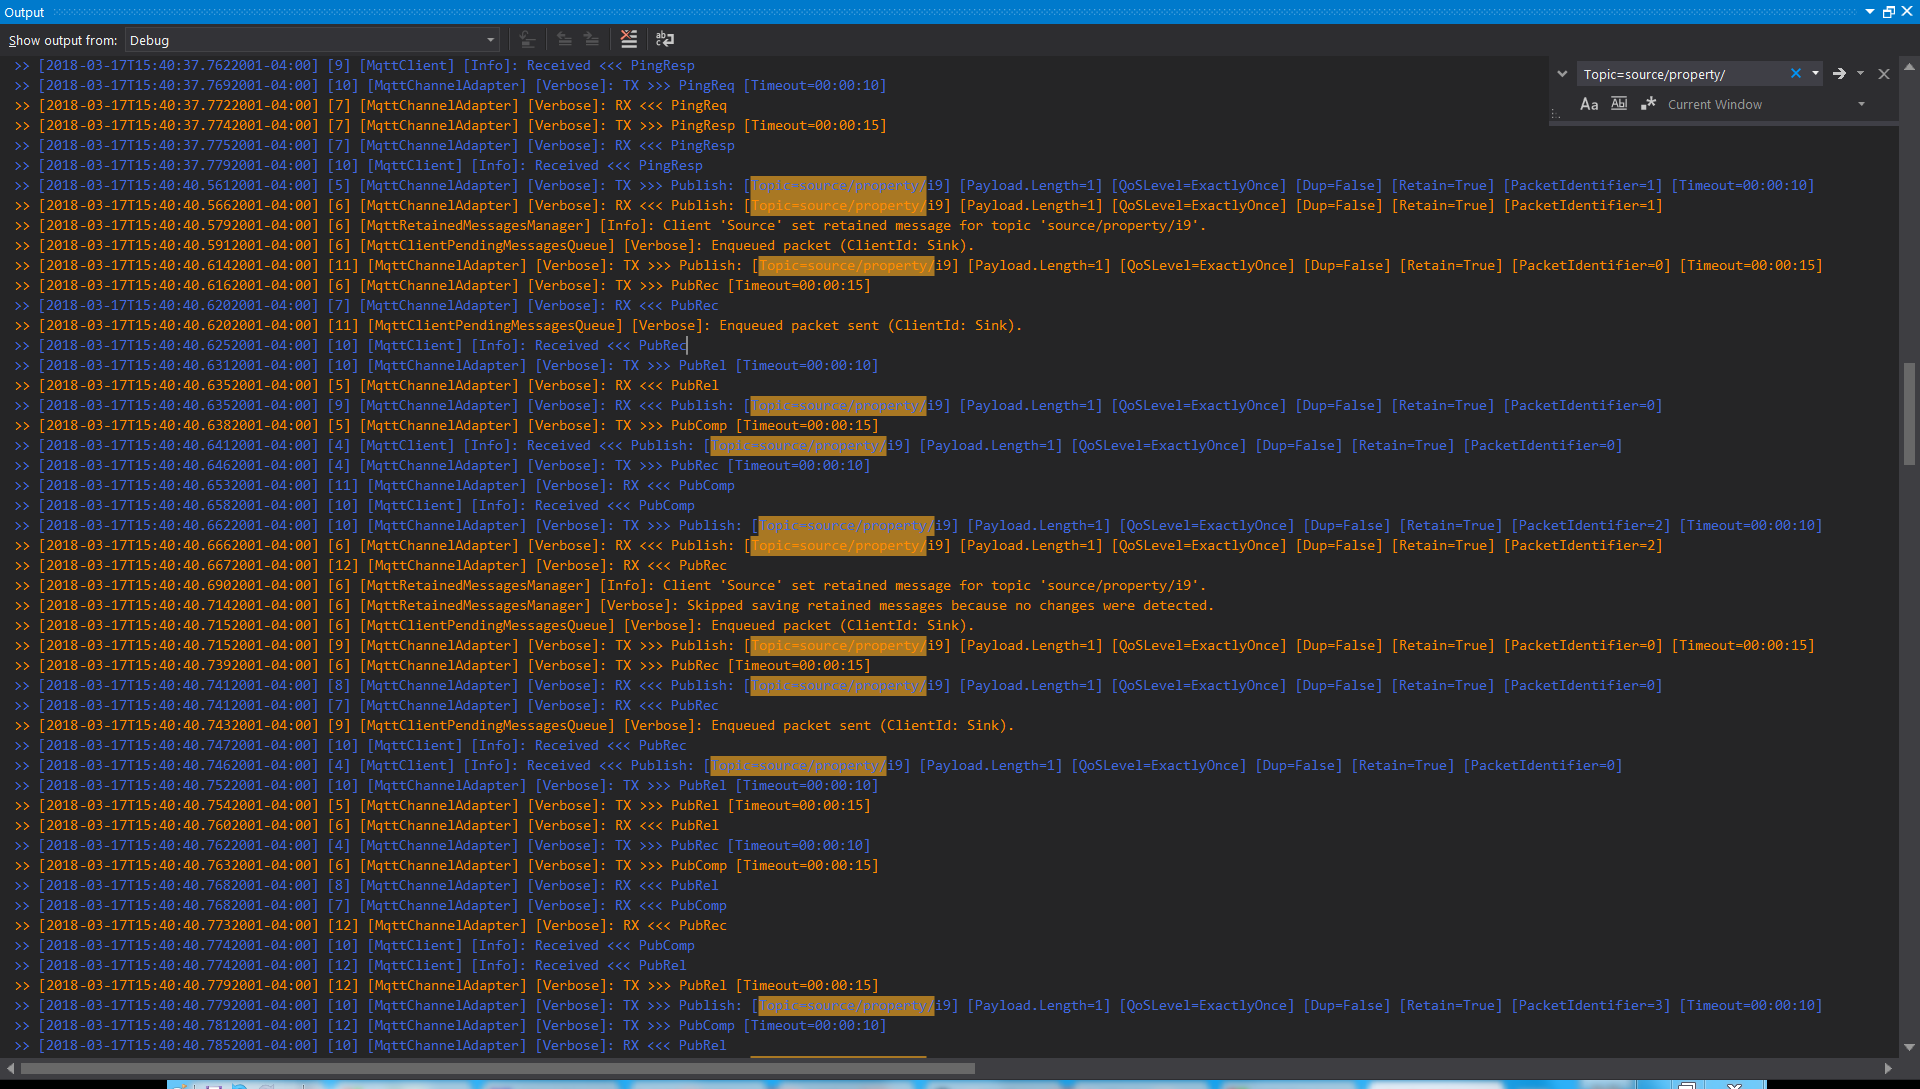 Output
Show output from: Debug
Topic=source/property/
Aa Abl .* Current Window
>> [2018-03-17T15:40:37.7622001-04:00] [9] [MqttClient] [Info]: Received <<< PingResp
>> [2018-03-17T15:40:37.7692001-04:00] [10] [MqttChannelAdapter] [Verbose]: TX >>> PingReq [Timeout=00:00:10]
>> [2018-03-17T15:40:37.7722001-04:00] [7] [MqttChannelAdapter] [Verbose]: RX <<< PingReq
>> [2018-03-17T15:40:37.7742001-04:00] [7] [MqttChannelAdapter] [Verbose]: TX >>> PingResp [Timeout=00:00:15]
>> [2018-03-17T15:40:37.7752001-04:00] [7] [MqttChannelAdapter] [Verbose]: RX <<< PingResp
>> [2018-03-17T15:40:37.7792001-04:00] [10] [MqttClient] [Info]: Received <<< PingResp
>> [2018-03-17T15:40:40.5612001-04:00] [5] [MqttChannelAdapter] [Verbose]: TX >>> Publish: [Topic=source/property/i9] [Payload.Length=1] [QoSLevel=ExactlyOnce] [Dup=False] [Retain=True] [PacketIdentifier=1] [Timeout=00:00:10]
>> [2018-03-17T15:40:40.5662001-04:00] [6] [MqttChannelAdapter] [Verbose]: RX <<< Publish: [Topic=source/property/i9] [Payload.Length=1] [QoSLevel=ExactlyOnce] [Dup=False] [Retain=True] [PacketIdentifier=1]
>> [2018-03-17T15:40:40.5792001-04:00] [6] [MqttRetainedMessagesManager] [Info]: Client 'Source' set retained message for topic 'source/property/i9'.
>> [2018-03-17T15:40:40.5912001-04:00] [6] [MqttClientPendingMessagesQueue] [Verbose]: Enqueued packet (ClientId: Sink).
>> [2018-03-17T15:40:40.6142001-04:00] [11] [MqttChannelAdapter] [Verbose]: TX >>> Publish: [Topic=source/property/i9] [Payload.Length=1] [QoSLevel=ExactlyOnce] [Dup=False] [Retain=True] [PacketIdentifier=0] [Timeout=00:00:15]
>> [2018-03-17T15:40:40.6162001-04:00] [6] [MqttChannelAdapter] [Verbose]: TX >>> PubRec [Timeout=00:00:15]
>> [2018-03-17T15:40:40.6202001-04:00] [7] [MqttChannelAdapter] [Verbose]: RX <<< PubRec
>> [2018-03-17T15:40:40.6202001-04:00] [11] [MqttClientPendingMessagesQueue] [Verbose]: Enqueued packet sent (ClientId: Sink).
>> [2018-03-17T15:40:40.6252001-04:00] [10] [MqttClient] [Info]: Received <<< PubRec
>> [2018-03-17T15:40:40.6312001-04:00] [10] [MqttChannelAdapter] [Verbose]: TX >>> PubRel [Timeout=00:00:10]
>> [2018-03-17T15:40:40.6352001-04:00] [5] [MqttChannelAdapter] [Verbose]: RX <<< PubRel
>> [2018-03-17T15:40:40.6352001-04:00] [9] [MqttChannelAdapter] [Verbose]: RX <<< Publish: [Topic=source/property/i9] [Payload.Length=1] [QoSLevel=ExactlyOnce] [Dup=False] [Retain=True] [PacketIdentifier=0]
>> [2018-03-17T15:40:40.6382001-04:00] [5] [MqttChannelAdapter] [Verbose]: TX >>> PubComp [Timeout=00:00:15]
>> [2018-03-17T15:40:40.6412001-04:00] [4] [MqttClient] [Info]: Received <<< Publish: [Topic=source/property/i9] [Payload.Length=1] [QoSLevel=ExactlyOnce] [Dup=False] [Retain=True] [PacketIdentifier=0]
>> [2018-03-17T15:40:40.6462001-04:00] [4] [MqttChannelAdapter] [Verbose]: TX >>> PubRec [Timeout=00:00:10]
>> [2018-03-17T15:40:40.6532001-04:00] [11] [MqttChannelAdapter] [Verbose]: RX <<< PubComp
>> [2018-03-17T15:40:40.6582001-04:00] [10] [MqttClient] [Info]: Received <<< PubComp
>> [2018-03-17T15:40:40.6622001-04:00] [10] [MqttChannelAdapter] [Verbose]: TX >>> Publish: [Topic=source/property/i9] [Payload.Length=1] [QoSLevel=ExactlyOnce] [Dup=False] [Retain=True] [PacketIdentifier=2] [Timeout=00:00:10]
>> [2018-03-17T15:40:40.6662001-04:00] [6] [MqttChannelAdapter] [Verbose]: RX <<< Publish: [Topic=source/property/i9] [Payload.Length=1] [QoSLevel=ExactlyOnce] [Dup=False] [Retain=True] [PacketIdentifier=2]
>> [2018-03-17T15:40:40.6672001-04:00] [12] [MqttChannelAdapter] [Verbose]: RX <<< PubRec
>> [2018-03-17T15:40:40.6902001-04:00] [6] [MqttRetainedMessagesManager] [Info]: Client 'Source' set retained message for topic 'source/property/i9'.
>> [2018-03-17T15:40:40.7142001-04:00] [6] [MqttRetainedMessagesManager] [Verbose]: Skipped saving retained messages because no changes were detected.
>> [2018-03-17T15:40:40.7152001-04:00] [6] [MqttClientPendingMessagesQueue] [Verbose]: Enqueued packet (ClientId: Sink).
>> [2018-03-17T15:40:40.7152001-04:00] [9] [MqttChannelAdapter] [Verbose]: TX >>> Publish: [Topic=source/property/i9] [Payload.Length=1] [QoSLevel=ExactlyOnce] [Dup=False] [Retain=True] [PacketIdentifier=0] [Timeout=00:00:15]
>> [2018-03-17T15:40:40.7392001-04:00] [6] [MqttChannelAdapter] [Verbose]: TX >>> PubRec [Timeout=00:00:15]
>> [2018-03-17T15:40:40.7412001-04:00] [8] [MqttChannelAdapter] [Verbose]: RX <<< Publish: [Topic=source/property/i9] [Payload.Length=1] [QoSLevel=ExactlyOnce] [Dup=False] [Retain=True] [PacketIdentifier=0]
>> [2018-03-17T15:40:40.7412001-04:00] [7] [MqttChannelAdapter] [Verbose]: RX <<< PubRec
>> [2018-03-17T15:40:40.7432001-04:00] [9] [MqttClientPendingMessagesQueue] [Verbose]: Enqueued packet sent (ClientId: Sink).
>> [2018-03-17T15:40:40.7472001-04:00] [10] [MqttClient] [Info]: Received <<< PubRec
>> [2018-03-17T15:40:40.7462001-04:00] [4] [MqttClient] [Info]: Received <<< Publish: [Topic=source/property/i9] [Payload.Length=1] [QoSLevel=ExactlyOnce] [Dup=False] [Retain=True] [PacketIdentifier=0]
>> [2018-03-17T15:40:40.7522001-04:00] [10] [MqttChannelAdapter] [Verbose]: TX >>> PubRel [Timeout=00:00:10]
>> [2018-03-17T15:40:40.7542001-04:00] [5] [MqttChannelAdapter] [Verbose]: TX >>> PubRel [Timeout=00:00:15]
>> [2018-03-17T15:40:40.7602001-04:00] [6] [MqttChannelAdapter] [Verbose]: RX <<< PubRel
>> [2018-03-17T15:40:40.7622001-04:00] [4] [MqttChannelAdapter] [Verbose]: TX >>> PubRec [Timeout=00:00:10]
>> [2018-03-17T15:40:40.7632001-04:00] [6] [MqttChannelAdapter] [Verbose]: TX >>> PubComp [Timeout=00:00:15]
>> [2018-03-17T15:40:40.7682001-04:00] [8] [MqttChannelAdapter] [Verbose]: RX <<< PubRel
>> [2018-03-17T15:40:40.7682001-04:00] [7] [MqttChannelAdapter] [Verbose]: RX <<< PubComp
>> [2018-03-17T15:40:40.7732001-04:00] [12] [MqttChannelAdapter] [Verbose]: RX <<< PubRec
>> [2018-03-17T15:40:40.7742001-04:00] [10] [MqttClient] [Info]: Received <<< PubComp
>> [2018-03-17T15:40:40.7742001-04:00] [12] [MqttClient] [Info]: Received <<< PubRel
>> [2018-03-17T15:40:40.7792001-04:00] [12] [MqttChannelAdapter] [Verbose]: TX >>> PubRel [Timeout=00:00:15]
>> [2018-03-17T15:40:40.7792001-04:00] [10] [MqttChannelAdapter] [Verbose]: TX >>> Publish: [Topic=source/property/i9] [Payload.Length=1] [QoSLevel=ExactlyOnce] [Dup=False] [Retain=True] [PacketIdentifier=3] [Timeout=00:00:10]
>> [2018-03-17T15:40:40.7812001-04:00] [12] [MqttChannelAdapter] [Verbose]: TX >>> PubComp [Timeout=00:00:10]
>> [2018-03-17T15:40:40.7852001-04:00] [10] [MqttChannelAdapter] [Verbose]: RX <<< PubRel